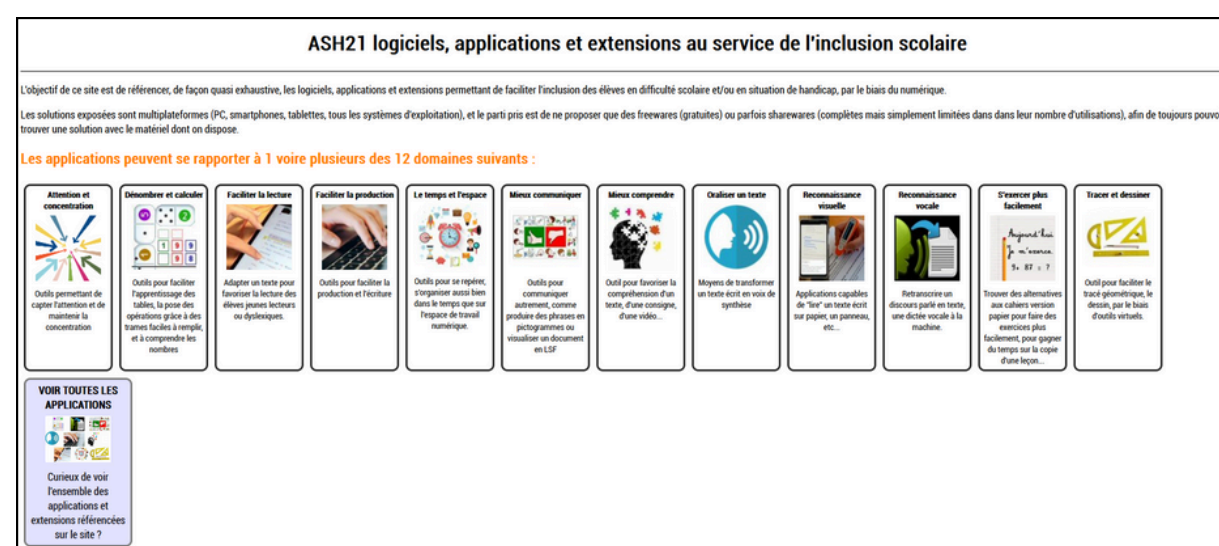 ASH21 logiciels, applications et extensions au service de l'inclusion scolaire
L'objectif de ce site est de référencer, de façon quasi exhaustive, les logiciels, applications et extensions permettant de faciliter l'inclusion des élèves en difficulté scolaire et/ou en situation de handicap, par le biais du numérique.
Les solutions exposées sont multiplateformes (PC, smartphones, tablettes, tous les systèmes d'exploitation), et le parti pris est de ne proposer que des freewares (gratuites) ou parfois sharewares (complètes mais simplement limitées dans dans leur nombre d'utilisations), afin de toujours pouvo
trouver une solution avec le matériel dont on dispose.
Les applications peuvent se rapporter à 1 voire plusieurs des 12 domaines suivants :
Attention et
concentration
Outils permettant de
capter l'attention et de
maintenir la
concentration
Dénombrer et calculer
5
2
1 9 9
Outils pour faciliter
l'apprentissage des
tables, la pose des
opérations grâce à des
trames faciles à remplir,
et à comprendre les
nombres
Faciliter la lecture
Adapter un texte pour
favoriser la lecture des
élèves jeunes lecteurs
ou dyslexiques.
Faciliter la production
Outils pour faciliter la
production et l'écriture
Le temps et l'espace
Outils pour se repérer,
s'organiser aussi bien
dans le temps que sur
l'espace de travail
numérique.
Mieux communiquer
Outils pour
communiquer
autrement, comme
produire des phrases en
pictogrammes ou
visualiser un document
en LSF
Mieux comprendre
Outil pour favoriser la
compréhension d'un
texte, d'une consigne,
d'une vidéo...
Oraliser un texte
Moyens de transformer
un texte écrit en voix de
synthèse
Reconnaissance
visuelle
Applications capables
de "lire" un texte écrit
sur papier, un panneau,
etc...
Reconnaissance
vocale
Retranscrire un
discours parlé en texte,
une dictée vocale à la
machine.
S'exercer plus
facilement
Aujourd'hui
Je m'exerce.
5 + 87 = ?
Trouver des alternatives
aux cahiers version
papier pour faire des
exercices plus
facilement, pour gagner
du temps sur la copie
d'une leçon...
Tracer et dessiner
Outil pour faciliter le
tracé géométrique, le
dessin, par le biais
d'outils virtuels.
VOIR TOUTES LES
APPLICATIONS
Curieux de voir
l'ensemble des
applications et
extensions référencées
sur le site ?